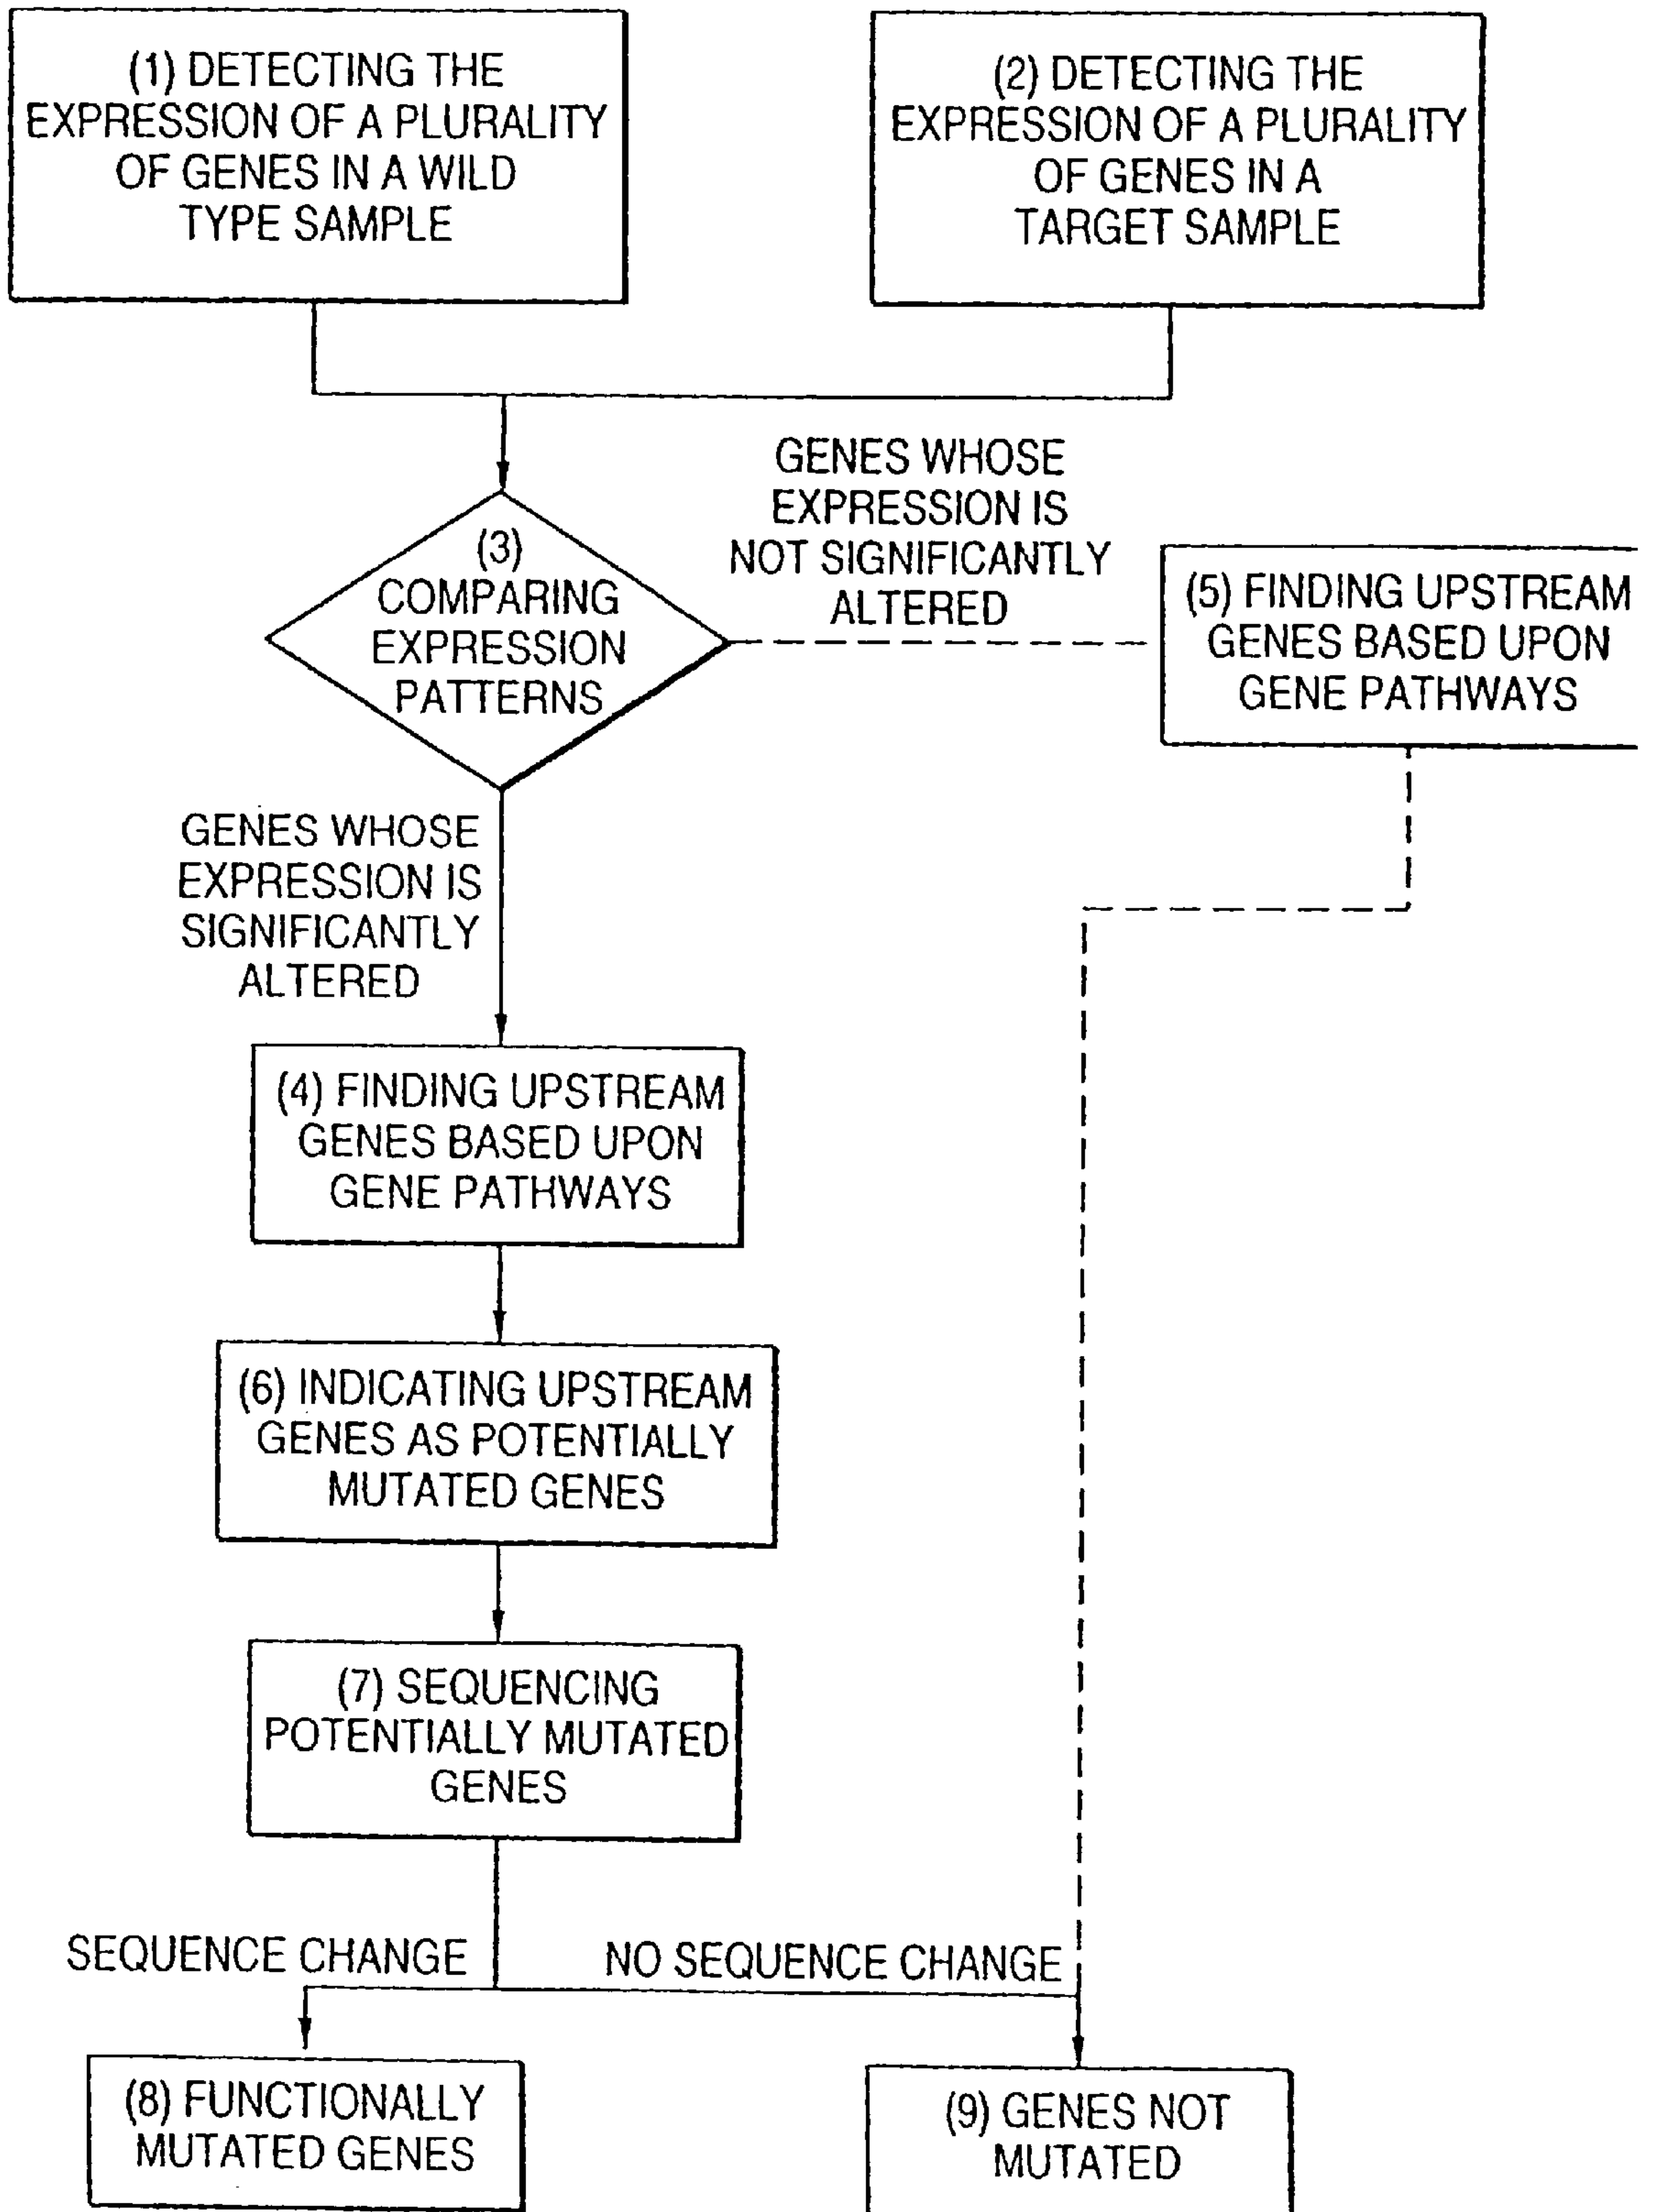 (1) DETECTING THE
EXPRESSION OF A PLURALITY
OF GENES IN A WILD
TYPE SAMPLE
(2) DETECTING THE
EXPRESSION OF A PLURALITY
OF GENES IN A
TARGET SAMPLE
(3)
COMPARING
EXPRESSION
PATTERNS
GENES WHOSE
EXPRESSION IS
NOT SIGNIFICANTLY
ALTERED
(5) FINDING UPSTREAM
GENES BASED UPON
GENE PATHWAYS
GENES WHOSE
EXPRESSION IS
SIGNIFICANTLY
ALTERED
(4) FINDING UPSTREAM
GENES BASED UPON
GENE PATHWAYS
(6) INDICATING UPSTREAM
GENES AS POTENTIALLY
MUTATED GENES
(7) SEQUENCING
POTENTIALLY MUTATED
GENES
SEQUENCE CHANGE
NO SEQUENCE CHANGE
(8) FUNCTIONALLY
MUTATED GENES
(9) GENES NOT
MUTATED